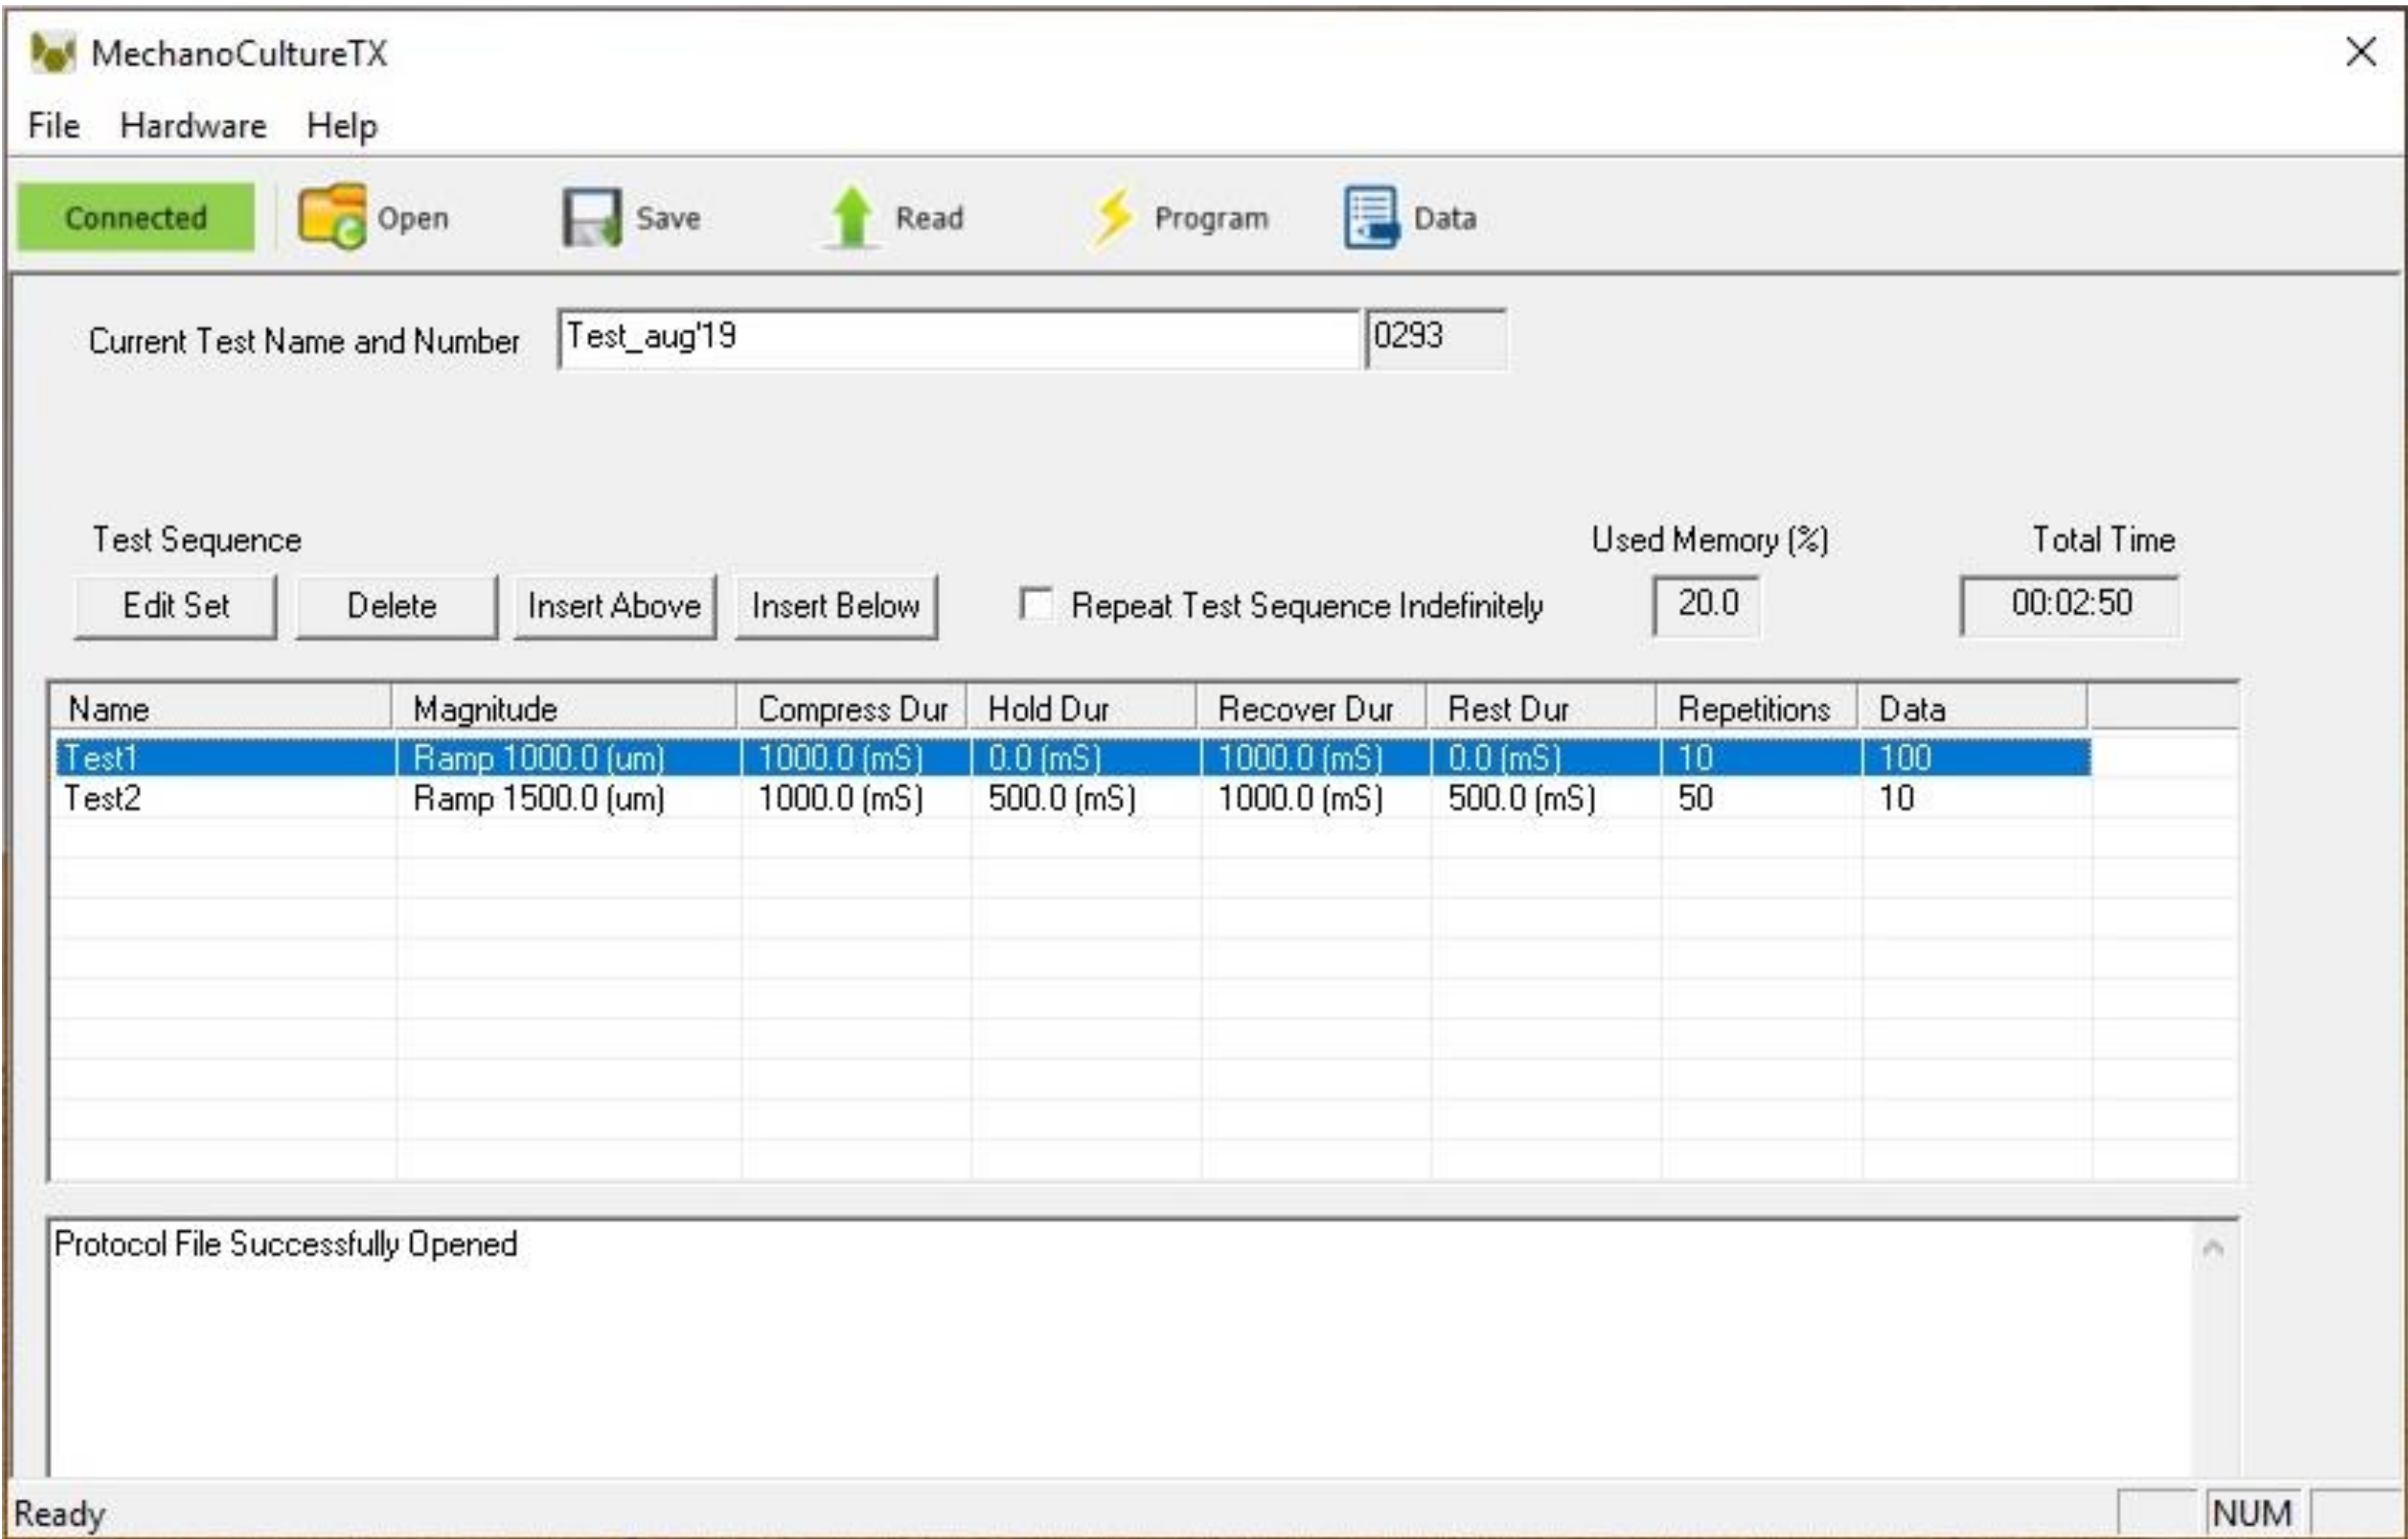 MechanoCultureTX
File Hardware Help
Connected Open Save Read Program Data
Current Test Name and Number Test_aug'19 0293
Test Sequence Used Memory (%) Total Time
Edit Set Delete Insert Above Insert Below Repeat Test Sequence Indefinitely 20.0 00:02:50
Name Magnitude Compress Dur Hold Dur Recover Dur Rest Dur Repetitions Data
Test1 Ramp 1000.0 (um) 1000.0 (mS) 0.0 (mS) 1000.0 (mS) 0.0 (mS) 10 100
Test2 Ramp 1500.0 (um) 1000.0 (mS) 500.0 (mS) 1000.0 (mS) 500.0 (mS) 50 10
Protocol File Successfully Opened
Ready NUM